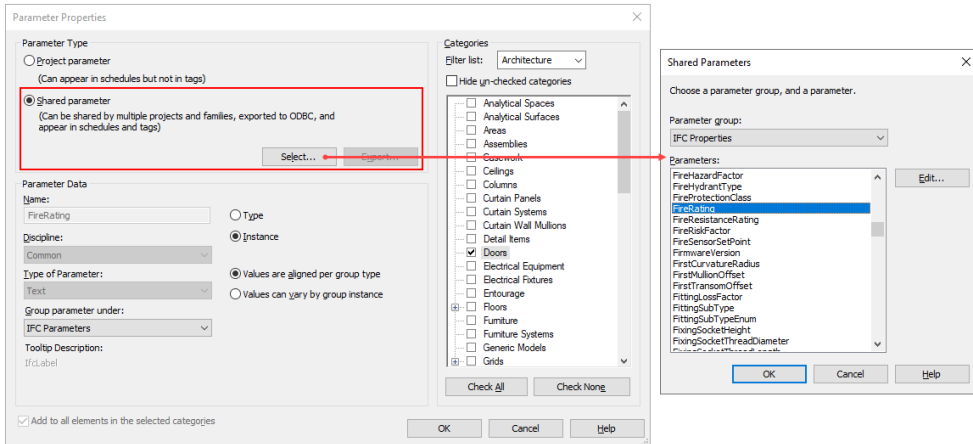 Parameter Properties
Parameter Type
Project parameter
(Can appear in schedules but not in tags)
Shared parameter
(Can be shared by multiple projects and families, exported to ODBC, and
appear in schedules and tags)
Select...
Export...
Parameter Data
Name:
FireRating
Type
Discipline:
Instance
Common
Type of Parameter:
Values are aligned per group type
Text
Values can vary by group instance
Group parameter under:
IFC Parameters
Tooltip Description:
IfcLabel
Add to all elements in the selected categories
Categories
Filter list:
Architecture
Hide un-checked categories
Analytical Spaces
Analytical Surfaces
Areas
Assemblies
Casework
Ceilings
Columns
Curtain Panels
Curtain Systems
Curtain Wall Mullions
Detail Items
Doors
Electrical Equipment
Electrical Fixtures
Entourage
Floors
Furniture
Furniture Systems
Generic Models
Grids
Check All
Check None
OK
Cancel
Help
Shared Parameters
Choose a parameter group, and a parameter.
Parameter group:
IFC Properties
Parameters:
FireHazardFactor
FireHydrantType
FireProtectionClass
FireRating
FireResistanceRating
FireRiskFactor
FireSensorSetPoint
FirmwareVersion
FirstCurvatureRadius
FirstMullionOffset
FirstTransomOffset
FittingLossFactor
FittingSubType
FittingSubTypeEnum
FixingSocketHeight
FixingSocketThreadDiameter
FixingSocketThreadLength
Edit...
OK
Cancel
Help